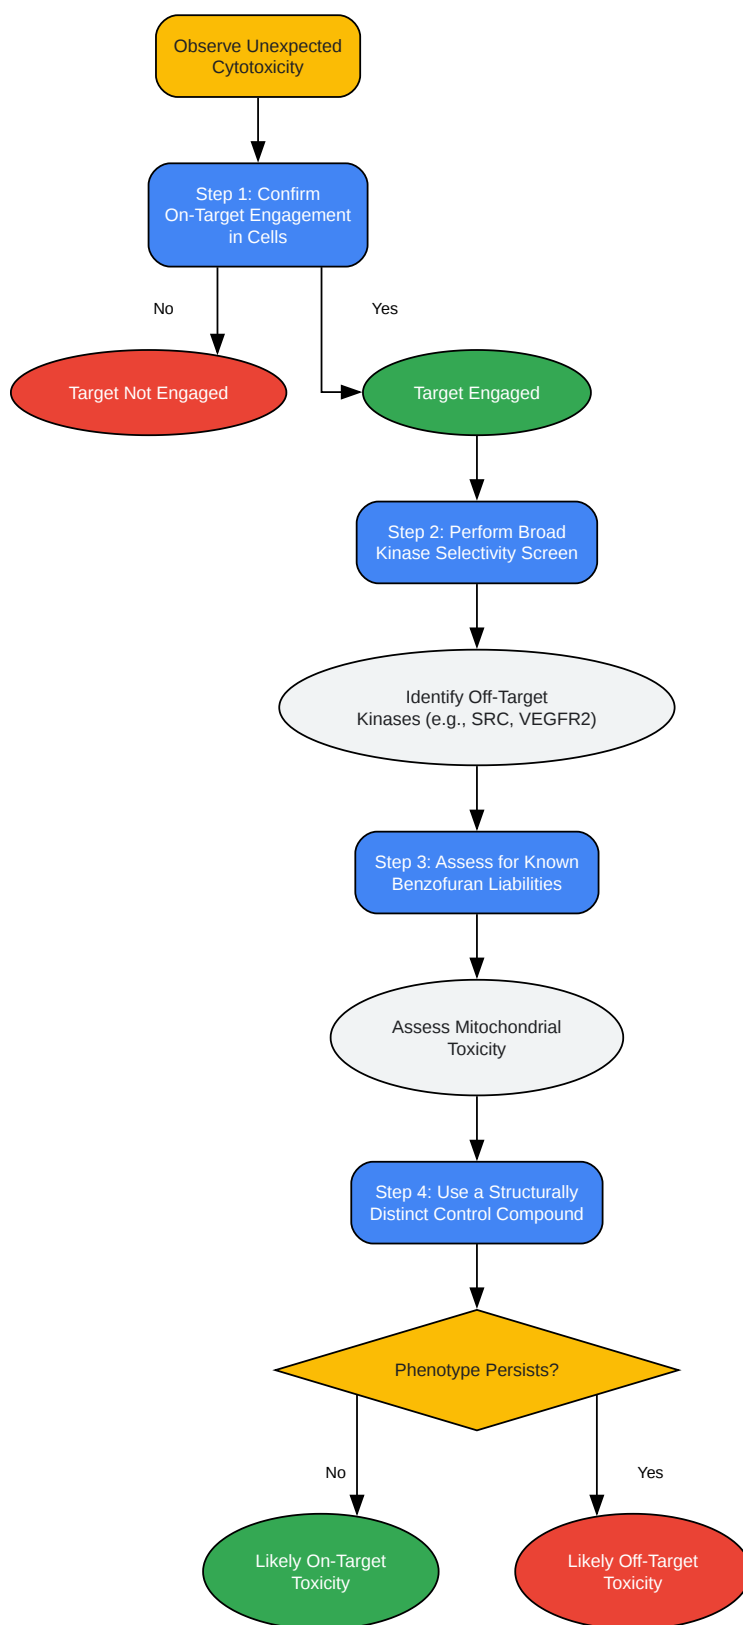 Observe Unexpected
Cytotoxicity
Step 1: Confirm
On-Target Engagement
in Cells
No
Yes
Target Not Engaged
Target Engaged
Step 2: Perform Broad
Kinase Selectivity Screen
Identify Off-Target
Kinases (e.g., SRC, VEGFR2)
Step 3: Assess for Known
Benzofuran Liabilities
Assess Mitochondrial
Toxicity
Step 4: Use a Structurally
Distinct Control Compound
Phenotype Persists?
No
Yes
Likely On-Target
Toxicity
Likely Off-Target
Toxicity